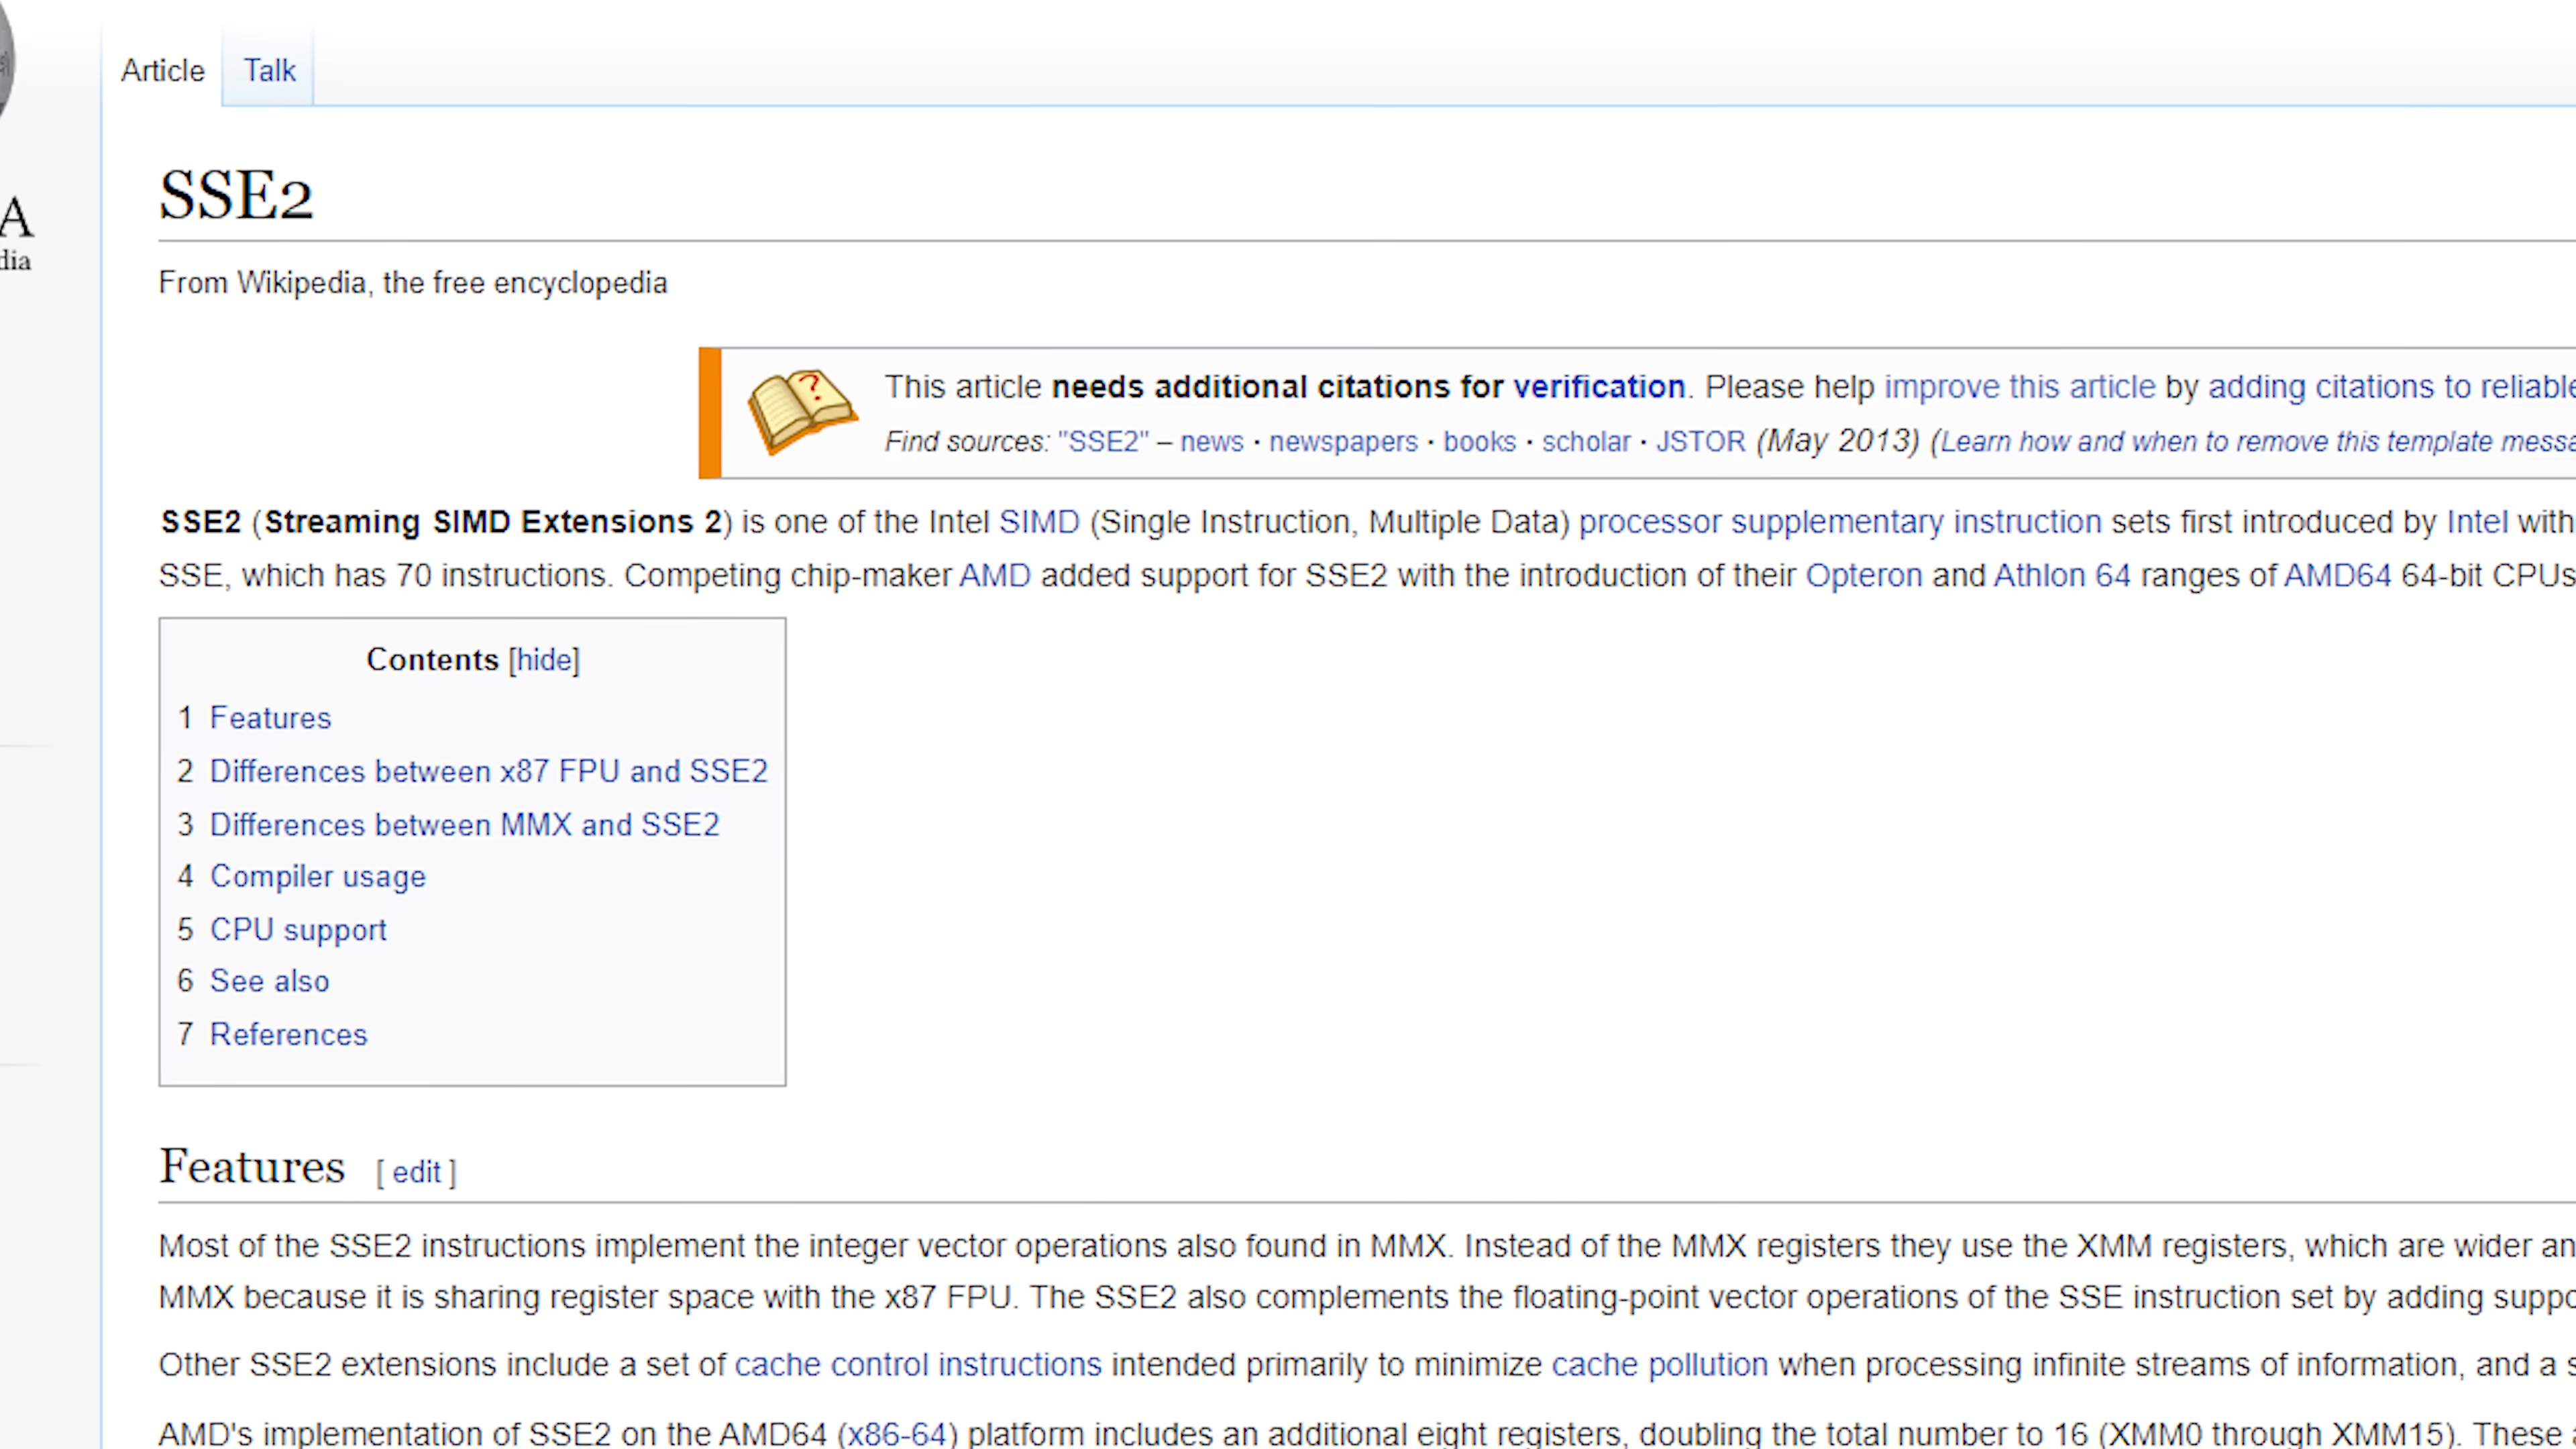 Article Talk
A
dia
SSE2
From Wikipedia, the free encyclopedia
This article needs additional citations for verification. Please help improve this article by adding citations to reliable
Find sources: "SSE2" – news · newspapers · books · scholar · JSTOR (May 2013) (Learn how and when to remove this template messa
SSE2 (Streaming SIMD Extensions 2) is one of the Intel SIMD (Single Instruction, Multiple Data) processor supplementary instruction sets first introduced by Intel with
SSE, which has 70 instructions. Competing chip-maker AMD added support for SSE2 with the introduction of their Opteron and Athlon 64 ranges of AMD64 64-bit CPUs
Contents [hide]
1 Features
2 Differences between x87 FPU and SSE2
3 Differences between MMX and SSE2
4 Compiler usage
5 CPU support
6 See also
7 References
Features [ edit ]
Most of the SSE2 instructions implement the integer vector operations also found in MMX. Instead of the MMX registers they use the XMM registers, which are wider an
MMX because it is sharing register space with the x87 FPU. The SSE2 also complements the floating-point vector operations of the SSE instruction set by adding suppo
Other SSE2 extensions include a set of cache control instructions intended primarily to minimize cache pollution when processing infinite streams of information, and a s
AMD's implementation of SSE2 on the AMD64 (x86-64) platform includes an additional eight registers, doubling the total number to 16 (XMM0 through XMM15). These